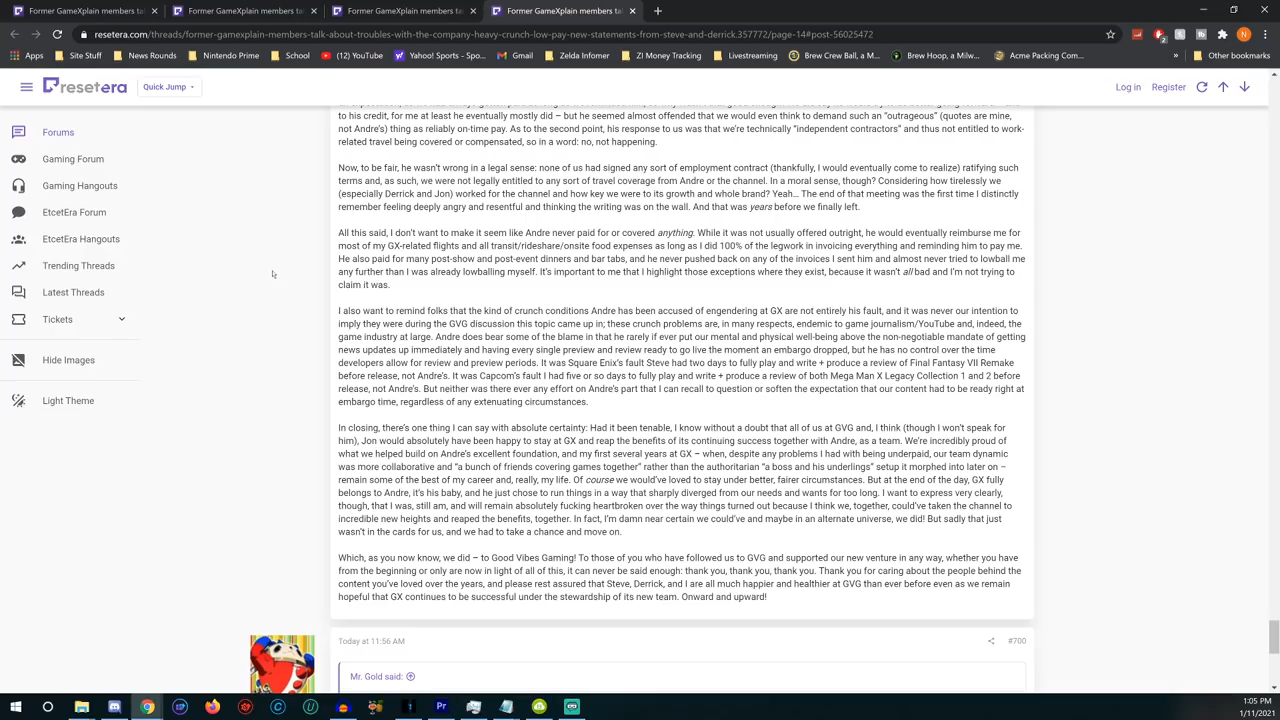 Former GameXplain members ta
Former GameXplain members ta
Former GameXplain members ta
Former GameXplain members ta
resetera.com/threads/former-gamexplain-members-talk-about-troubles-with-the-company-heavy-crunch-low-pay-new-statements-from-steve-and-derrick.357772/page-14#post-56025472
Apps
Stream Labs
News Rounds
Nintendo Prime
School
(12) YouTube
Yahoo! Sports - Spo...
Gmail
Zelda Infomer
ZI Money Tracking
Livestreaming
Brew Crew Ball, a M...
Brew Hoop, a Milw...
Acme Packing Com...
»
Other bookmarks
resetera
Quick Jump
Log in
Register
Forums
Gaming Forum
Gaming Hangouts
EtcetEra Forum
EtcetEra Hangouts
Trending Threads
Latest Threads
Tickets
Hide Images
Light Theme
to his credit, for me at least he eventually mostly did – but he seemed almost offended that we would even think to demand such an “outrageous” (quotes are mine,
not Andre’s) thing as reliably on-time pay. As to the second point, his response to us was that we’re technically “independent contractors” and thus not entitled to work-
related travel being covered or compensated, so in a word: no, not happening.
Now, to be fair, he wasn’t wrong in a legal sense: none of us had signed any sort of employment contract (thankfully, I would eventually come to realize) ratifying such
terms and, as such, we were not legally entitled to any sort of travel coverage from Andre or the channel. In a moral sense, though? Considering how tirelessly we
(especially Derrick and Jon) worked for the channel and how key we were to its growth and whole brand? Yeah... The end of that meeting was the first time I distinctly
remember feeling deeply angry and resentful and thinking the writing was on the wall. And that was years before we finally left.
All this said, I don’t want to make it seem like Andre never paid for or covered anything. While it was not usually offered outright, he would eventually reimburse me for
most of my GX-related flights and all transit/rideshare/onsite food expenses as long as I did 100% of the legwork in invoicing everything and reminding him to pay me.
He also paid for many post-show and post-event dinners and bar tabs, and he never pushed back on any of the invoices I sent him and almost never tried to lowball me
any further than I was already lowballing myself. It’s important to me that I highlight those exceptions where they exist, because it wasn’t all bad and I’m not trying to
claim it was.
I also want to remind folks that the kind of crunch conditions Andre has been accused of engendering at GX are not entirely his fault, and it was never our intention to
imply they were during the GVG discussion this topic came up in; these crunch problems are, in many respects, endemic to game journalism/YouTube and, indeed, the
game industry at large. Andre does bear some of the blame in that he rarely if ever put our mental and physical well-being above the non-negotiable mandate of getting
news updates up immediately and having every single preview and review ready to go live the moment an embargo dropped, but he has no control over the time
developers allow for review and preview periods. It was Square Enix’s fault Steve had two days to fully play and write + produce a review of Final Fantasy VII Remake
before release, not Andre’s. It was Capcom’s fault I had five or so days to fully play and write + produce a review of both Mega Man X Legacy Collection 1 and 2 before
release, not Andre’s. But neither was there ever any effort on Andre’s part that I can recall to question or soften the expectation that our content had to be ready right at
embargo time, regardless of any extenuating circumstances.
In closing, there’s one thing I can say with absolute certainty: Had it been tenable, I know without a doubt that all of us at GVG and, I think (though I won’t speak for
him), Jon would absolutely have been happy to stay at GX and reap the benefits of its continuing success together with Andre, as a team. We’re incredibly proud of
what we helped build on Andre’s excellent foundation, and my first several years at GX – when, despite any problems I had with being underpaid, our team dynamic
was more collaborative and “a bunch of friends covering games together” rather than the authoritarian “a boss and his underlings” setup it morphed into later on –
remain some of the best of my career and, really, my life. Of course we would’ve loved to stay under better, fairer circumstances. But at the end of the day, GX fully
belongs to Andre, it’s his baby, and he just chose to run things in a way that sharply diverged from our needs and wants for too long. I want to express very clearly,
though, that I was, still am, and will remain absolutely fucking heartbroken over the way things turned out because I think we, together, could’ve taken the channel to
incredible new heights and reaped the benefits, together. In fact, I’m damn near certain we could’ve and maybe in an alternate universe, we did! But sadly that just
wasn’t in the cards for us, and we had to take a chance and move on.
Which, as you now know, we did – to Good Vibes Gaming! To those of you who have followed us to GVG and supported our new venture in any way, whether you have
from the beginning or only are now in light of all of this, it can never be said enough: thank you, thank you, thank you. Thank you for caring about the people behind the
content you’ve loved over the years, and please rest assured that Steve, Derrick, and I are all much happier and healthier at GVG than ever before even as we remain
hopeful that GX continues to be successful under the stewardship of its new team. Onward and upward!
Today at 11:56 AM
#700
Mr. Gold said:
1:05 PM
1/11/2021